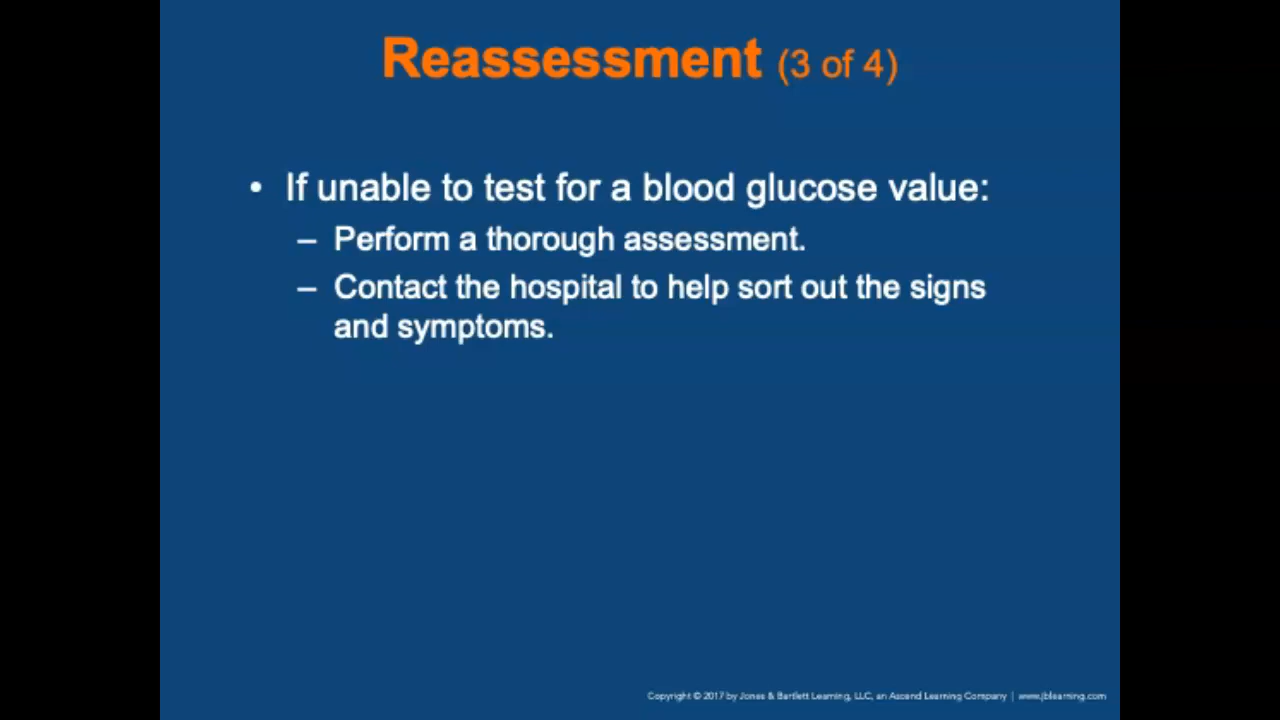 Reassessment (3 of 4)
• If unable to test for a blood glucose value:
– Perform a thorough assessment.
– Contact the hospital to help sort out the signs
and symptoms.
Copyright © 2017 by Jones & Bartlett Learning, LLC, an Ascend Learning Company | www.jblearning.com